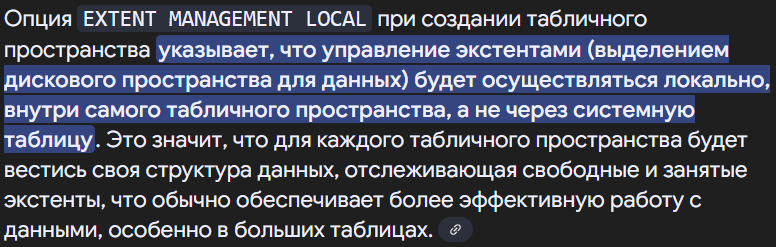 Опция EXTENT MANAGEMENT LOCAL при создании табличного
пространства указывает, что управление экстентами (выделением
дискового пространства для данных) будет осуществляться локально,
внутри самого табличного пространства, а не через системную
таблицу. Это значит, что для каждого табличного пространства будет
вестись своя структура данных, отслеживающая свободные и занятые
экстенты, что обычно обеспечивает более эффективную работу с
данными, особенно в больших таблицах.